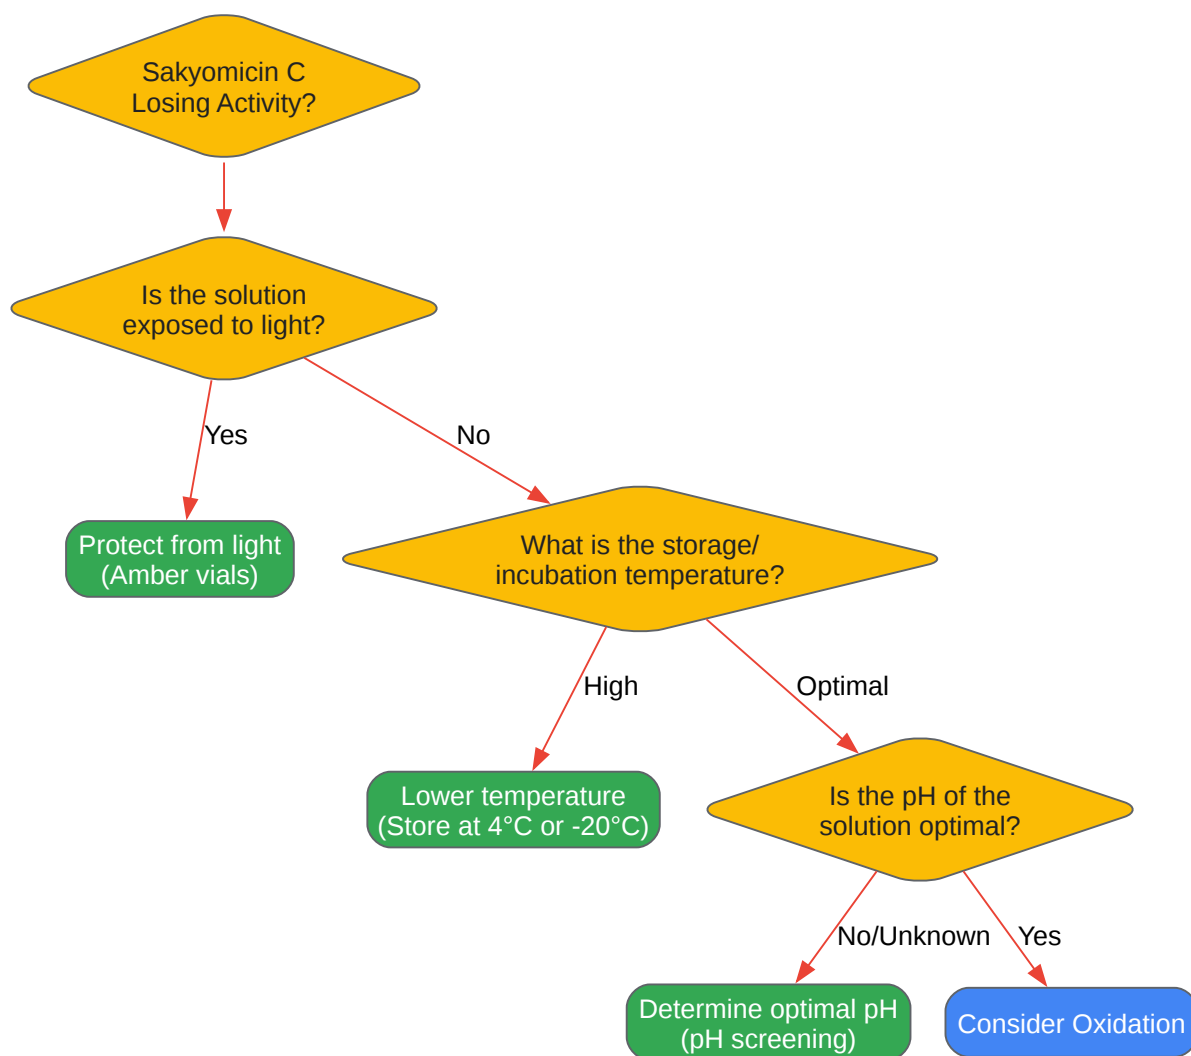 Sakyomicin C
Losing Activity?
Is the solution
exposed to light?
Yes
No
Protect from light
(Amber vials)
What is the storage/
incubation temperature?
High
Optimal
Lower temperature
(Store at 4°C or -20°C)
Is the pH of the
solution optimal?
No/Unknown
Yes
Determine optimal pH
(pH screening)
Consider Oxidation